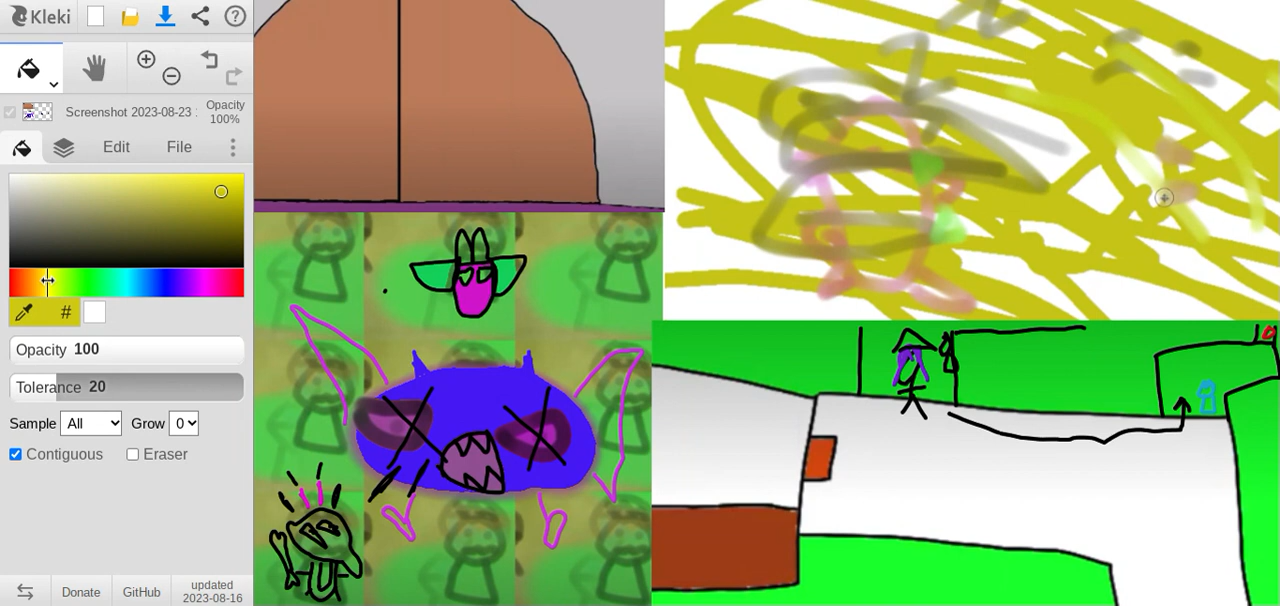 Kleki
Screenshot 2023-08-23
Opacity
100%
Edit
File
#
Opacity 100
Tolerance 20
Sample All
Grow 0
Contiguous
Eraser
Donate
GitHub
updated
2023-08-16